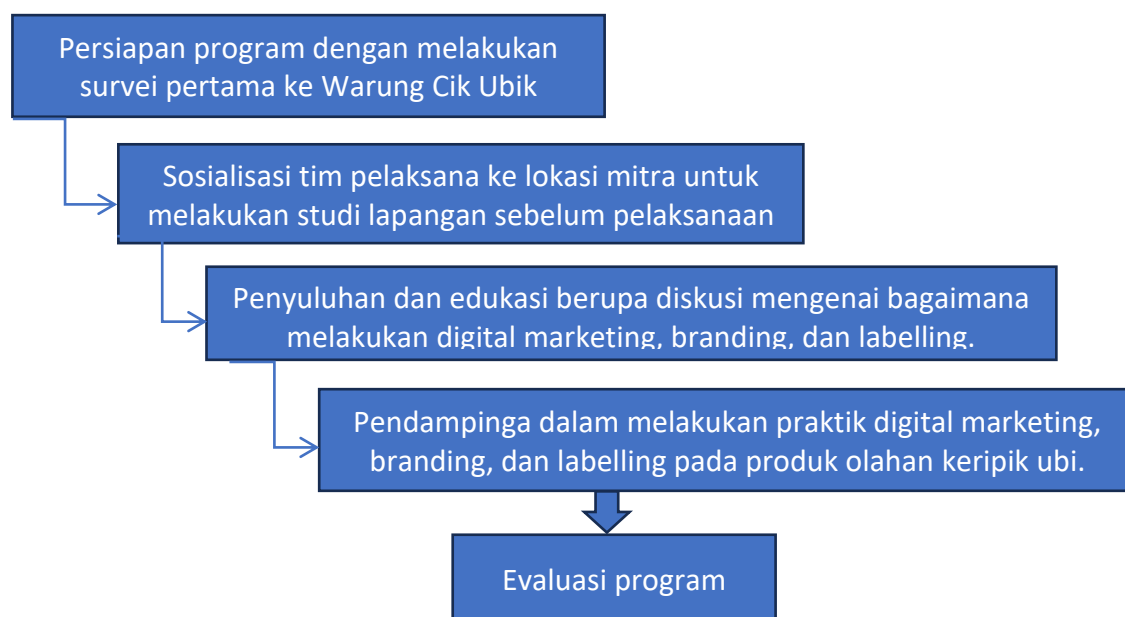 Persiapan program dengan melakukan
survei pertama ke Warung Cik Ubik
Sosialisasi tim pelaksana ke lokasi mitra untuk
melakukan studi lapangan sebelum pelaksanaan
Penyuluhan dan edukasi berupa diskusi mengenai bagaimana
melakukan digital marketing, branding, dan labelling.
Pendampinga dalam melakukan praktik digital marketing,
branding, dan labelling pada produk olahan keripik ubi.
Evaluasi program